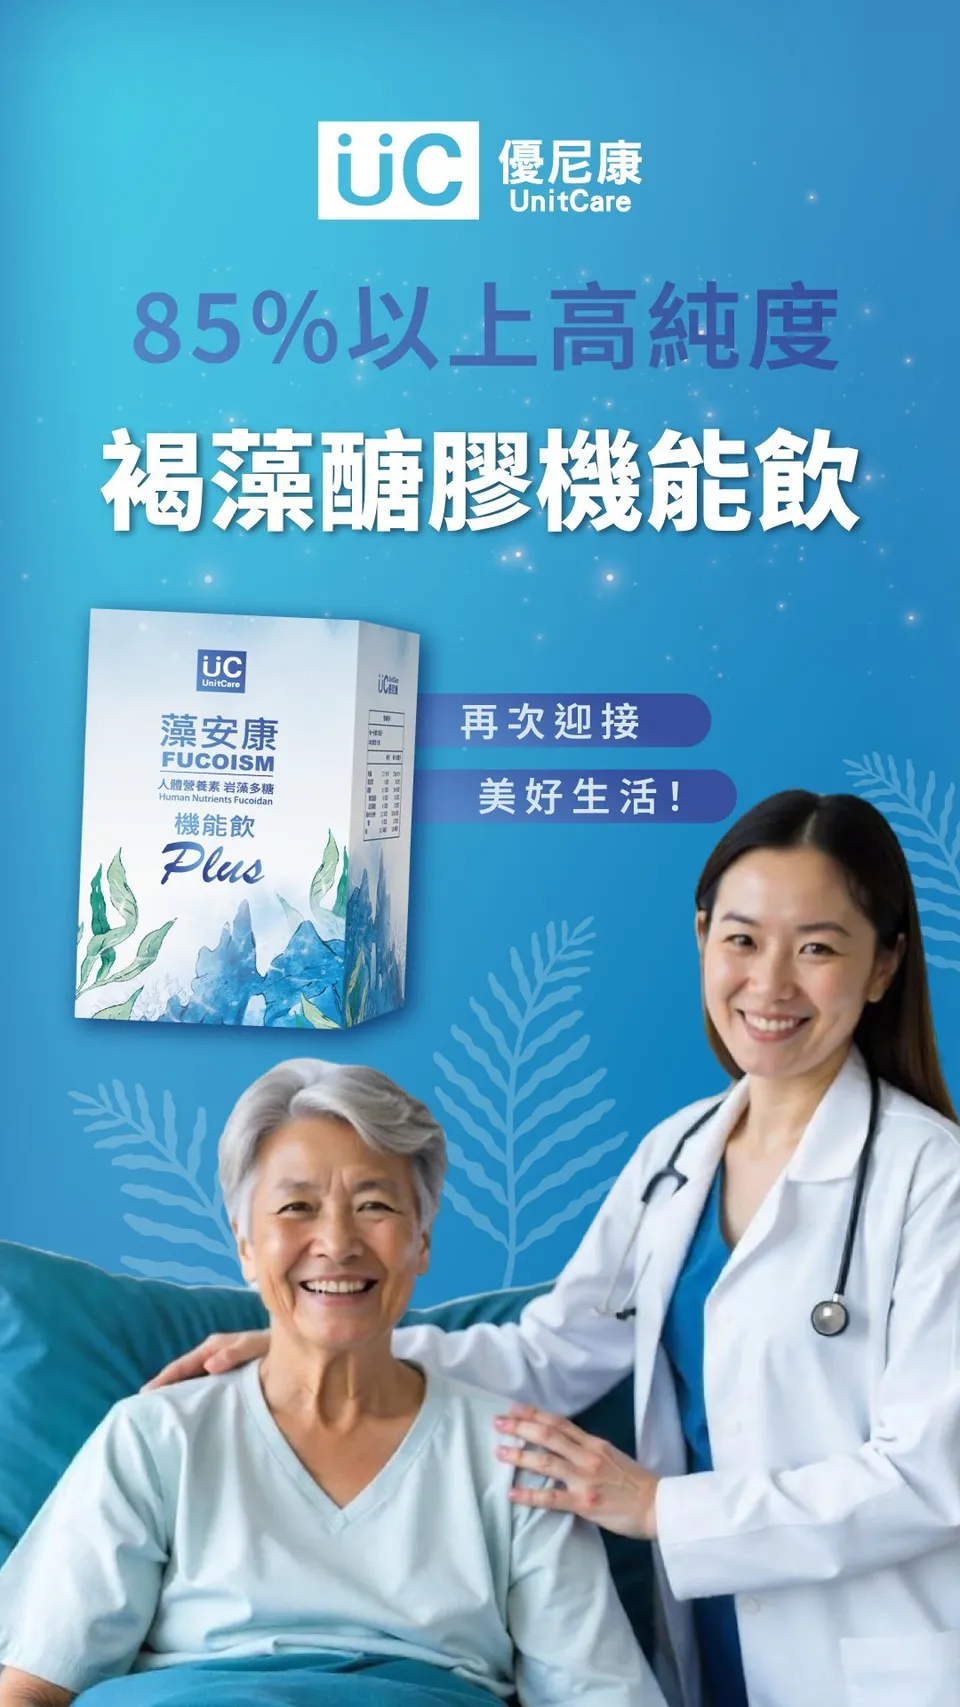 UC 優尼康
UnitCare
85%以上高純度
褐藻醣膠機能飲
UC
UnitCare
藻安康
FUCOISM
人體營養素 岩藻多糖
Human Nutrients Fucoidan
機能飲
Plus
再次迎接
美好生活!